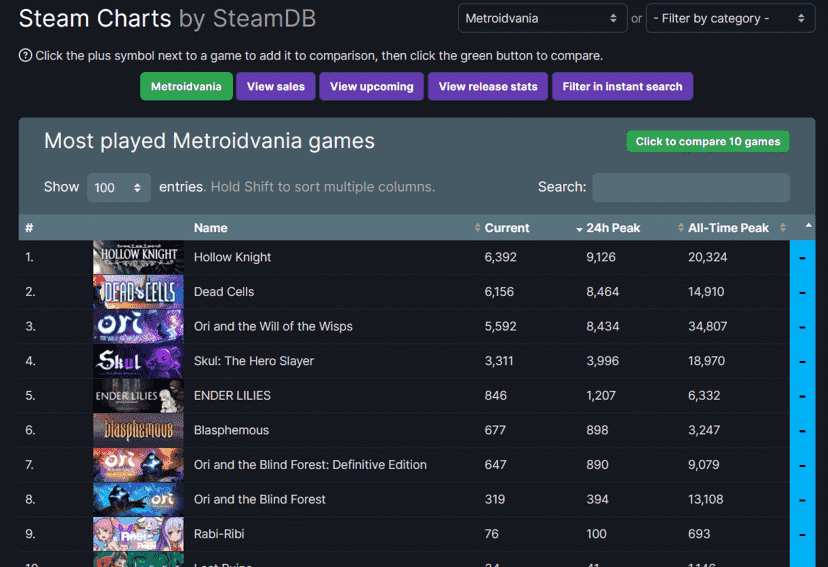 Steam Charts by SteamDB
Metroidvania or - Filter by category -
? Click the plus symbol next to a game to add it to comparison, then click the green button to compare.
Metroidvania View sales View upcoming View release stats Filter in instant search
Most played Metroidvania games Click to compare 10 games
Show 100 entries. Hold Shift to sort multiple columns. Search:
# Name Current 24h Peak All-Time Peak
1. HOLLOW KNIGHT Hollow Knight 6,392 9,126 20,324 -
2. DEAD CELLS Dead Cells 6,156 8,464 14,910 -
3. ori Ori and the Will of the Wisps 5,592 8,434 34,807 -
4. Skul Skul: The Hero Slayer 3,311 3,996 18,970 -
5. ENDER LILIES ENDER LILIES 846 1,207 6,332 -
6. blasphemous Blasphemous 677 898 3,247 -
7. ori Ori and the Blind Forest: Definitive Edition 647 890 9,079 -
8. ori Ori and the Blind Forest 319 394 13,108 -
9. RABI-RIBI Rabi-Ribi 76 100 693 -